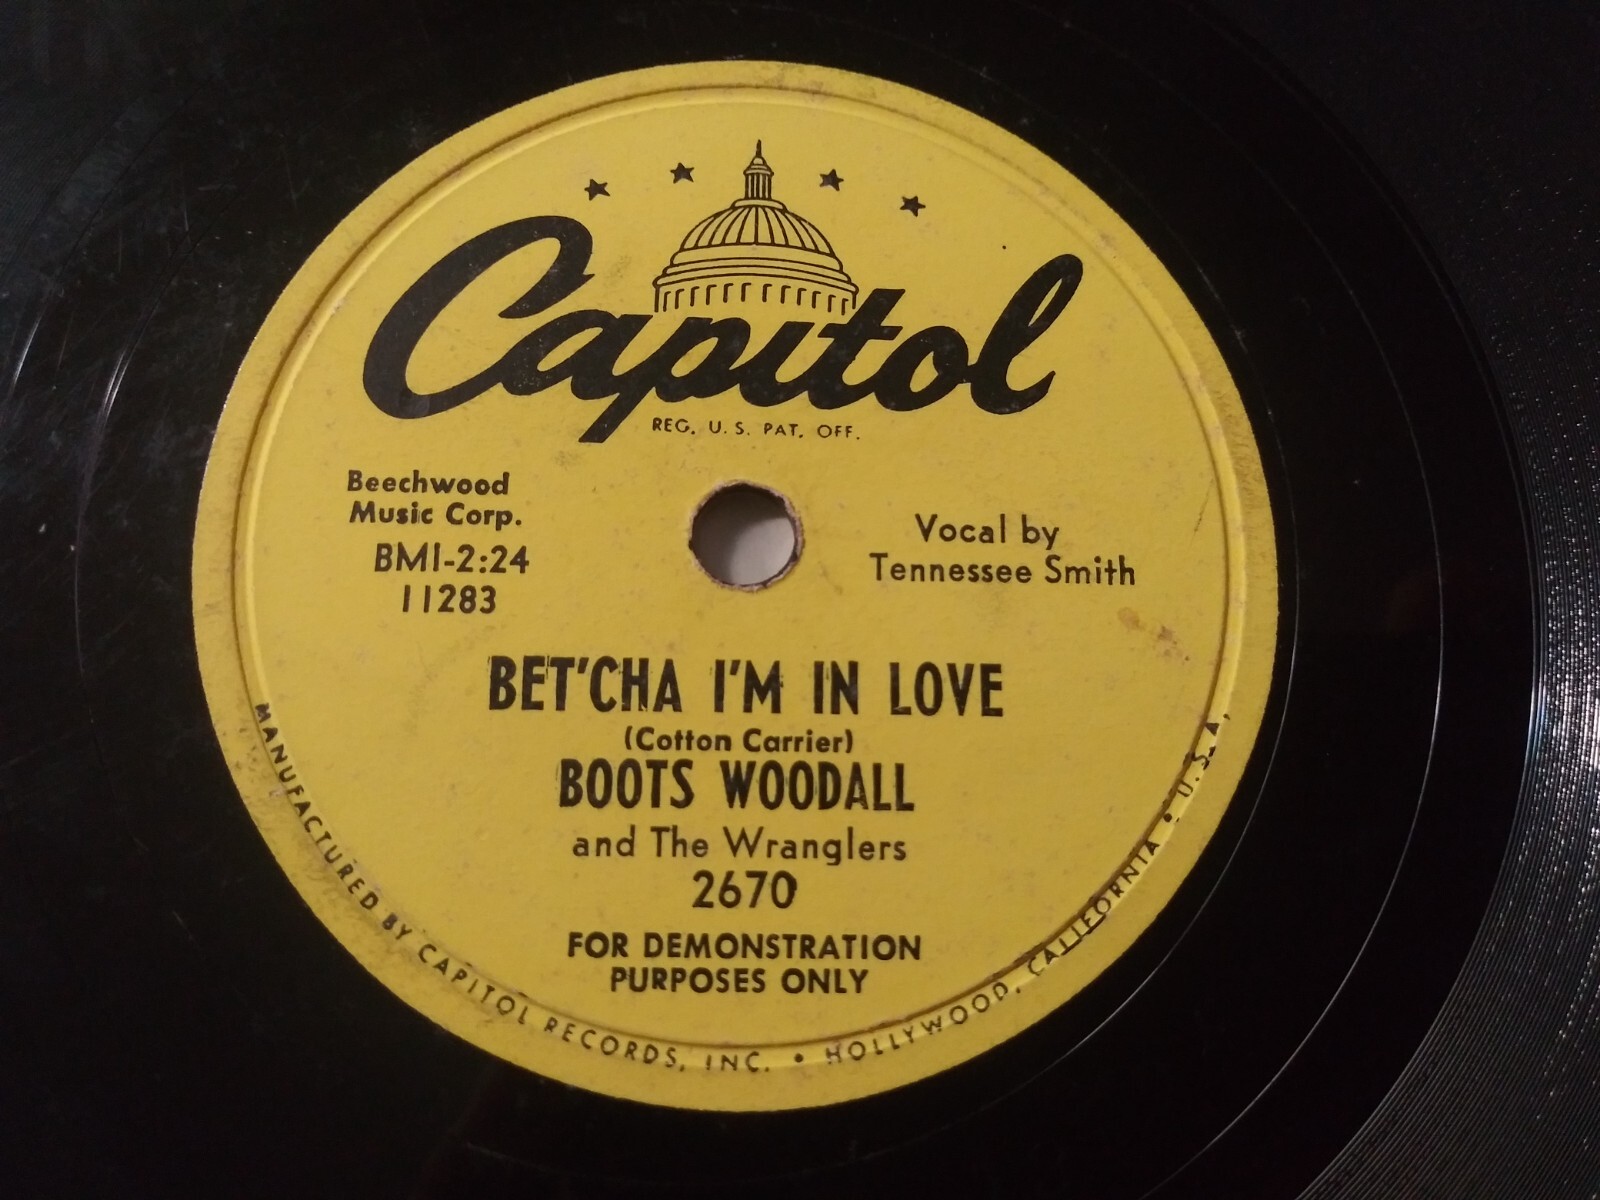 Capitol
REG. U.S. PAT. OFF.
Beechwood
Music Corp.
BMI-2:24
11283
Vocal by
Tennessee Smith
BET'CHA I'M IN LOVE
(Cotton Carrier)
BOOTS WOODALL
and The Wranglers
2670
FOR DEMONSTRATION
PURPOSES ONLY
MANUFACTURED BY CAPITOL RECORDS, INC. • HOLLYWOOD, CALIFORNIA • U.S.A.